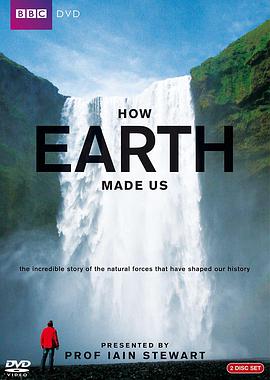 BBC DVD
HOW
EARTH
MADE US
the incredible story of the natural forces that have shaped our history
PRESENTED BY
PROF IAIN STEWART
DVD
VIDEO
2 DISC SET